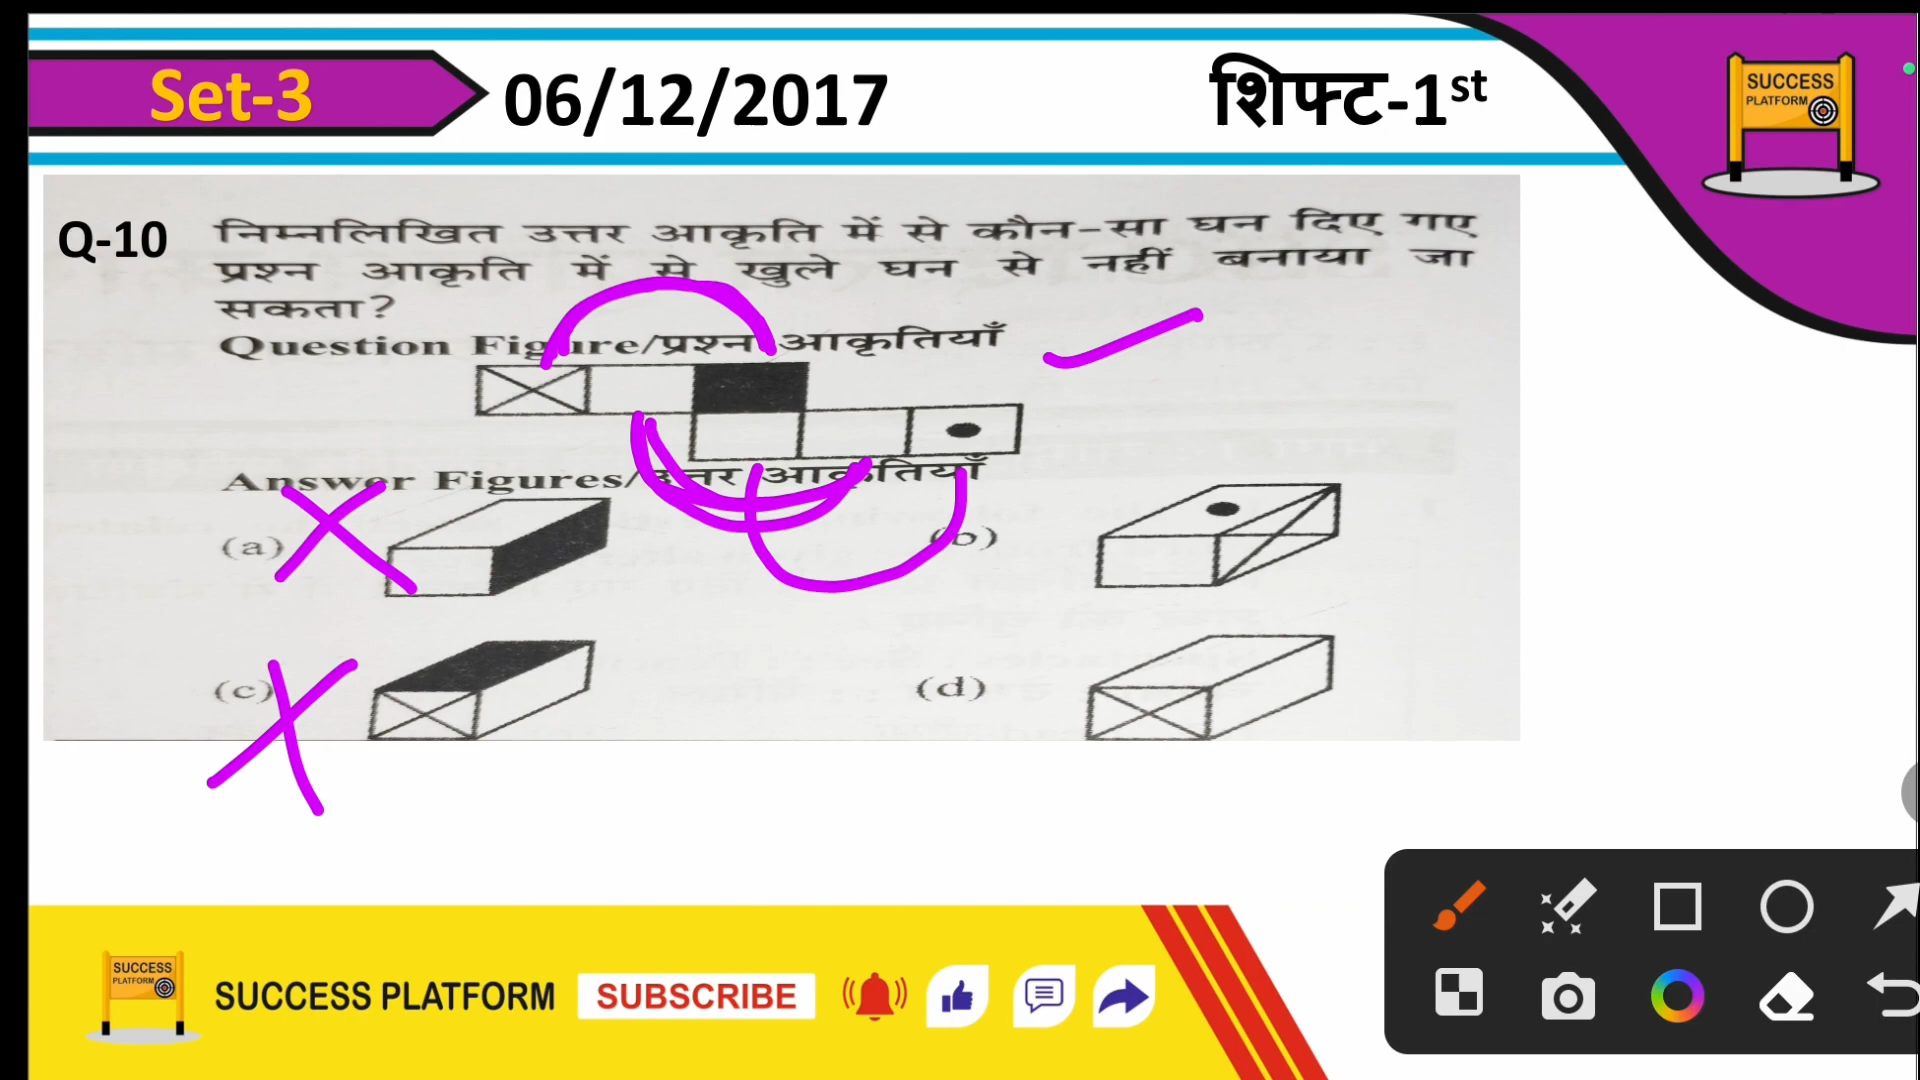 Set-3
06/12/2017
शिफ्ट-1st
SUCCESS
PLATFORM
Q-10
निम्नलिखित उत्तर आकृति में से कौन-सा घन दिए गए
प्रश्न आकृति में से खुले घन से नहीं बनाया जा
सकता?
Question Figure/प्रश्न आकृतियाँ
Answer Figures/उत्तर आकृतियाँ
(a)
(b)
(c)
(d)
SUCCESS
PLATFORM
SUCCESS PLATFORM
SUBSCRIBE